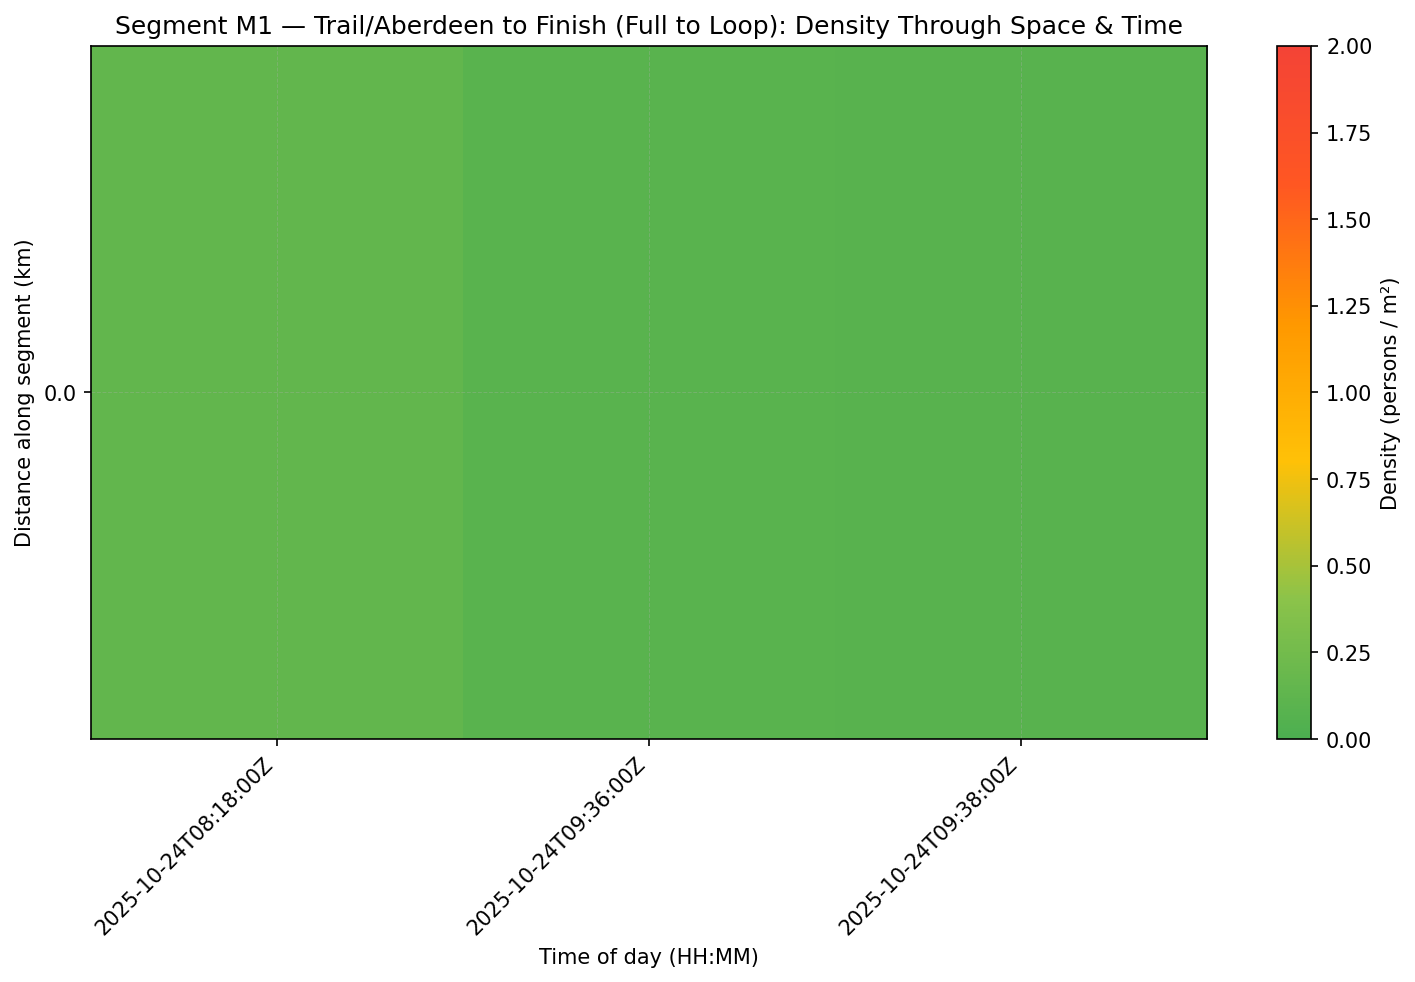 Segment M1 — Trail/Aberdeen to Finish (Full to Loop): Density Through Space & Time
Distance along segment (km)
0.0
2025-10-24T08:18:00Z
2025-10-24T09:36:00Z
2025-10-24T09:38:00Z
Time of day (HH:MM)
2.00
1.75
1.50
1.25
1.00
0.75
0.50
0.25
0.00
Density (persons / m²)